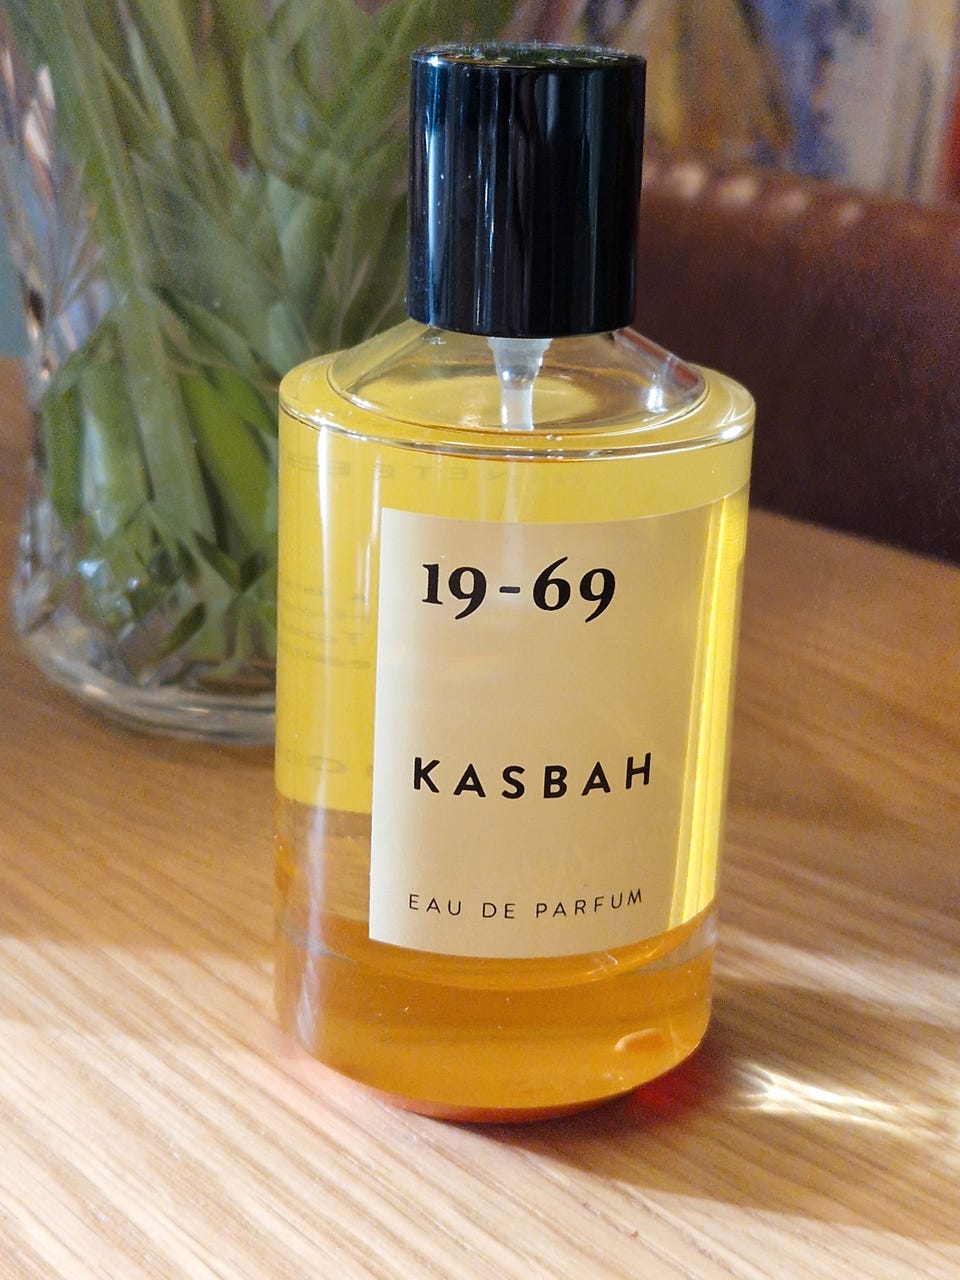 19-69
KASBAH
EAU DE PARFUM